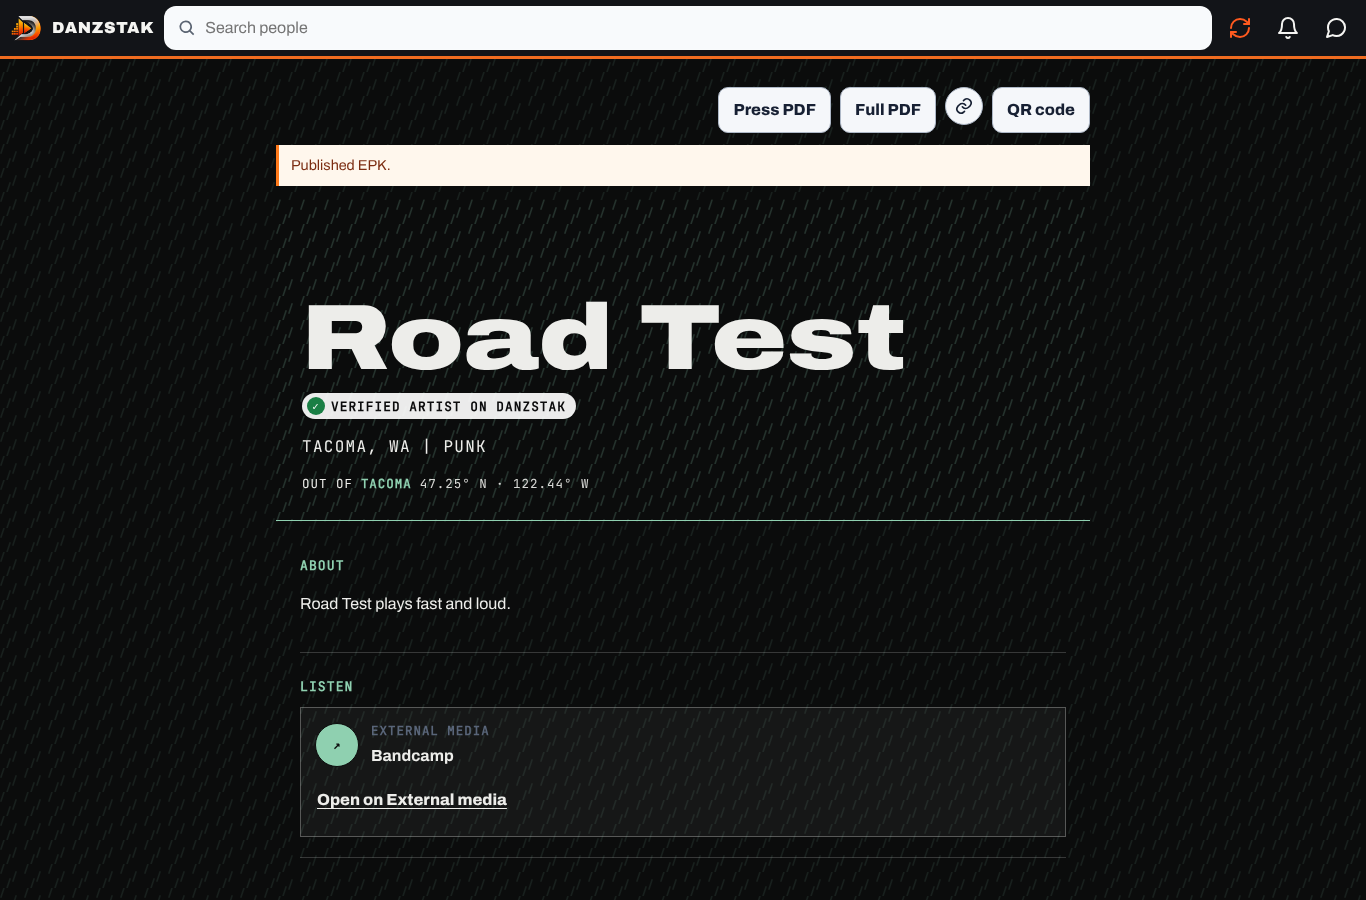 DANZSTAK
Search people
Press PDF
Full PDF
QR code
Published EPK.
Road Test
✓ VERIFIED ARTIST ON DANZSTAK
TACOMA, WA | PUNK
OUT OF TACOMA 47.25° N · 122.44° W
ABOUT
Road Test plays fast and loud.
LISTEN
↗
EXTERNAL MEDIA
Bandcamp
Open on External media